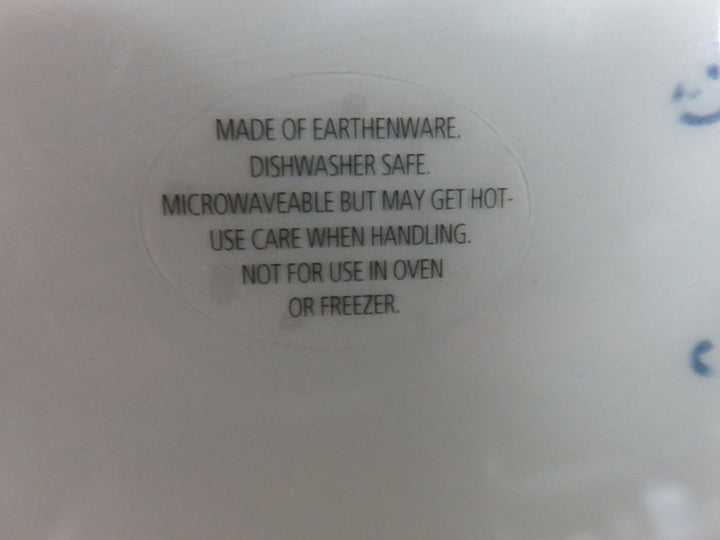 MADE OF EARTHENWARE.
DISHWASHER SAFE.
MICROWAVEABLE BUT MAY GET HOT-
USE CARE WHEN HANDLING.
NOT FOR USE IN OVEN
OR FREEZER.